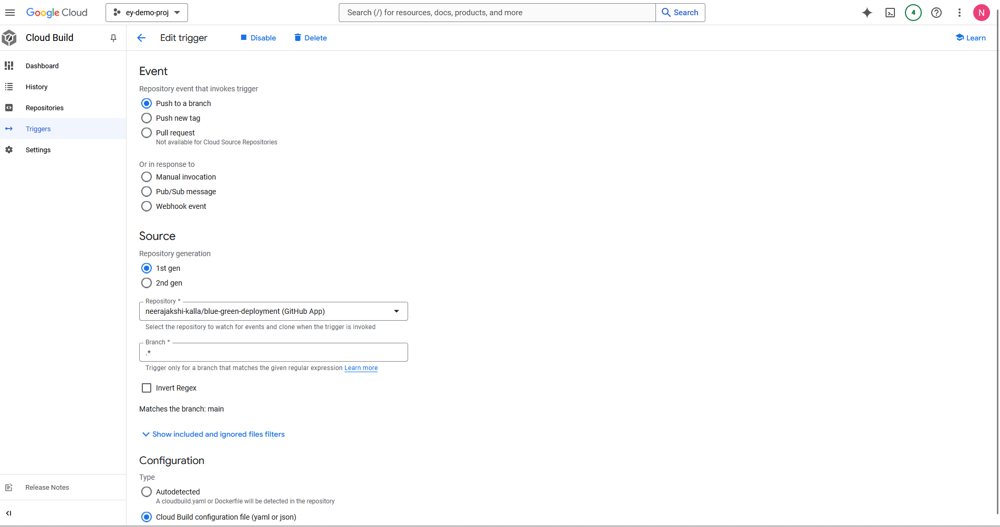 Google Cloud
ey-demo-proj
Search (/) for resources, docs, products, and more
Search
4
N
Cloud Build
Edit trigger
Disable
Delete
Learn
Dashboard
History
Repositories
Triggers
Settings
Release Notes
Event
Repository event that invokes trigger
Push to a branch
Push new tag
Pull request
Not available for Cloud Source Repositories
Or in response to
Manual invocation
Pub/Sub message
Webhook event
Source
Repository generation
1st gen
2nd gen
Repository *
neerajakshi-kalla/blue-green-deployment (GitHub App)
Select the repository to watch for events and clone when the trigger is invoked
Branch *
.*
Trigger only for a branch that matches the given regular expression Learn more
Invert Regex
Matches the branch: main
Show included and ignored files filters
Configuration
Type
Autodetected
A cloudbuild.yaml or Dockerfile will be detected in the repository
Cloud Build configuration file (yaml or json)